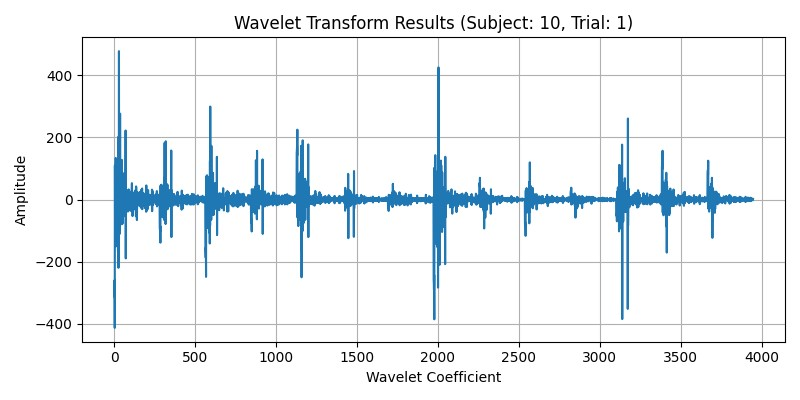 Wavelet Transform Results (Subject: 10, Trial: 1)
Amplitude
400
200
0
−200
−400
0 500 1000 1500 2000 2500 3000 3500 4000
Wavelet Coefficient